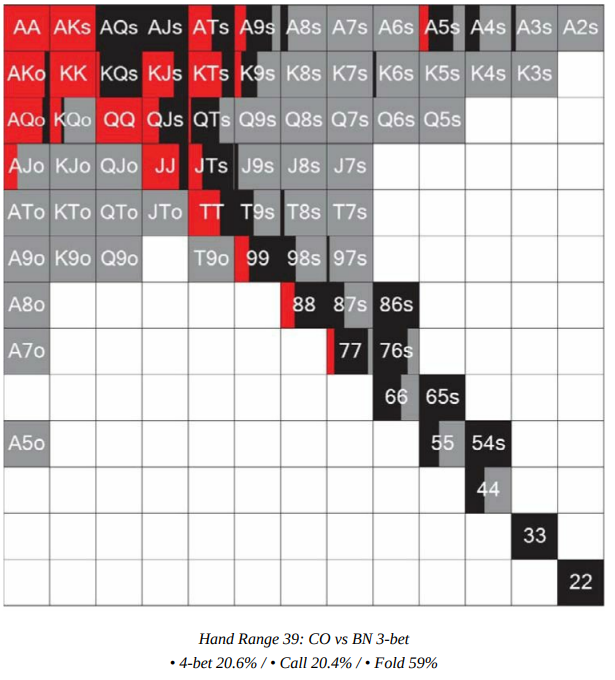 AA AKs AQs AJs ATs A9s A8s A7s A6s A5s A4s A3s A2s
AKo KK KQs KJs KTs K9s K8s K7s K6s K5s K4s K3s
AQo KQo QQ QJs QTs Q9s Q8s Q7s Q6s Q5s
AJo KJo QJo JJ JTs J9s J8s J7s
ATo KTo QTo JTo TT T9s T8s T7s
A9o K9o Q9o T9o 99 98s 97s
A8o 88 87s 86s
A7o 77 76s
66 65s
A5o 55 54s
44
33
22
Hand Range 39: CO vs BN 3-bet
• 4-bet 20.6% / • Call 20.4% / • Fold 59%